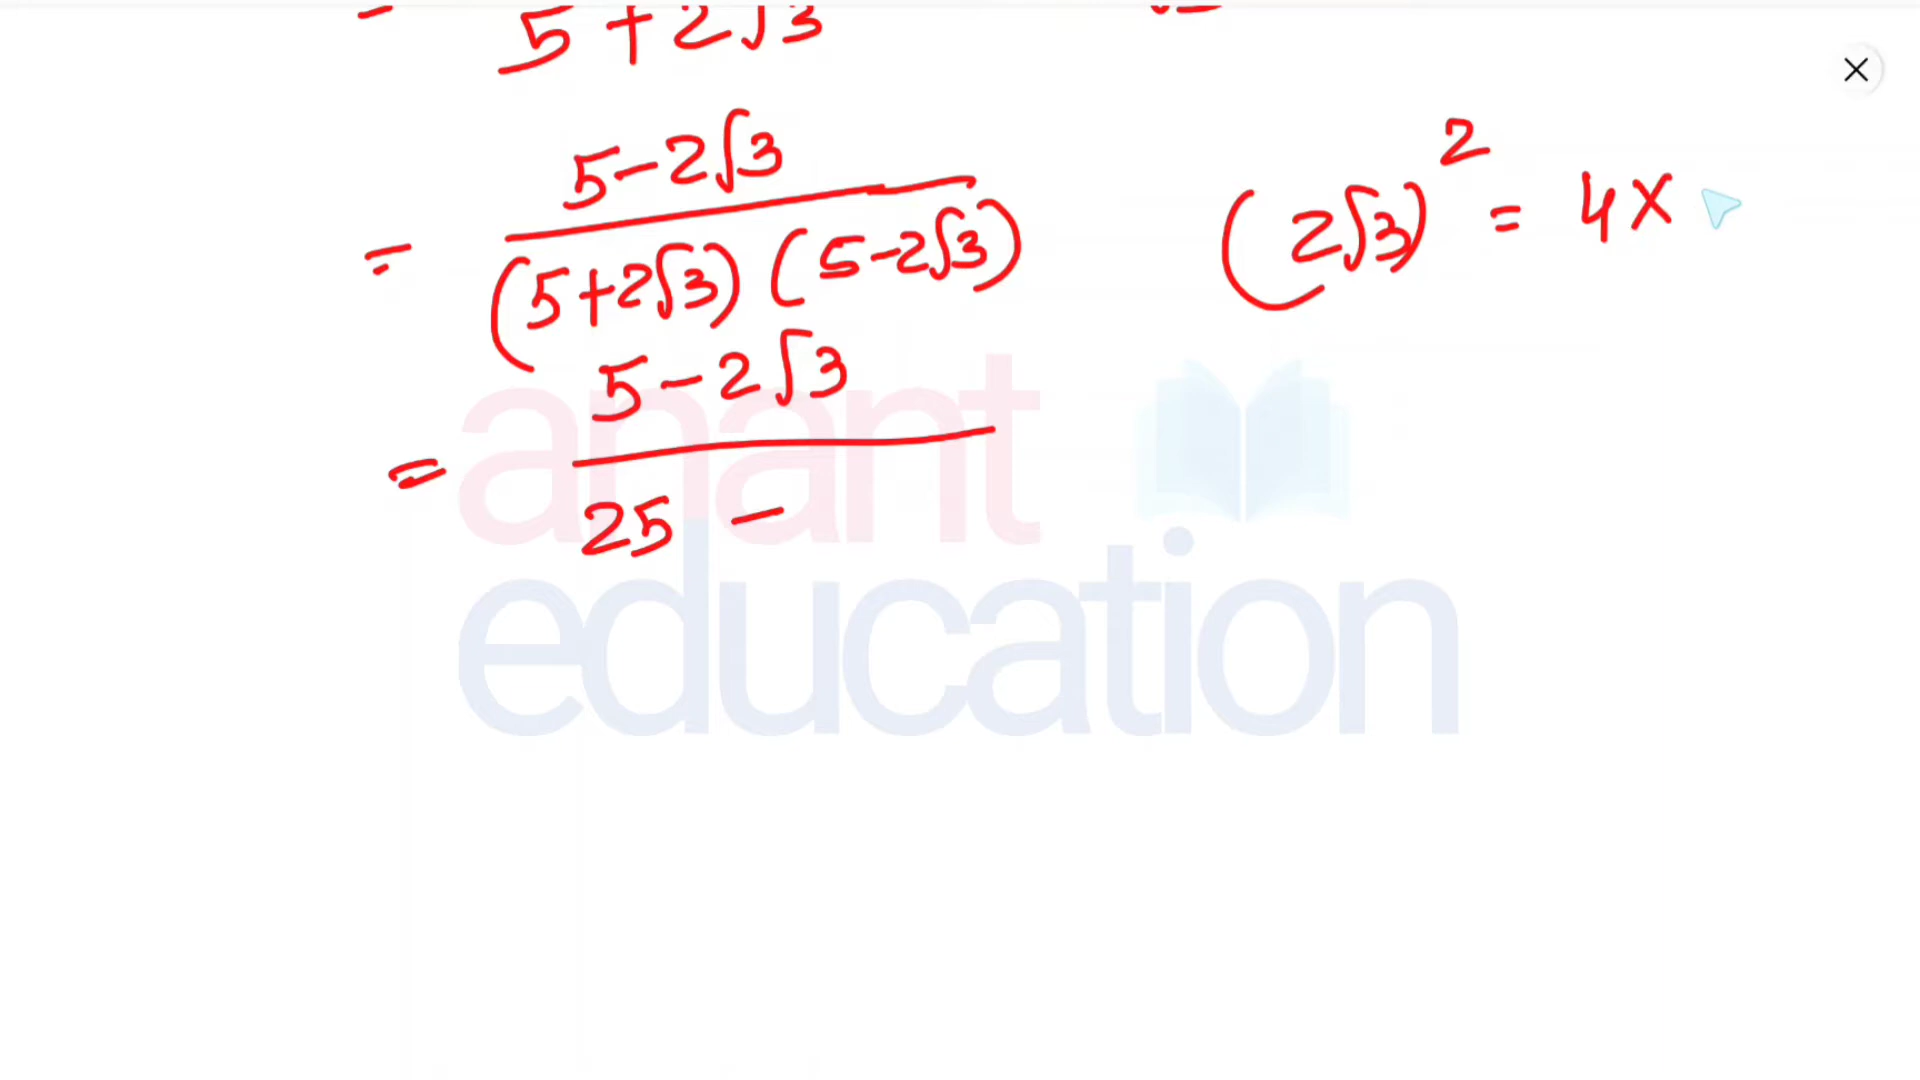 5+2√3
5-2√3
=
(5+2√3) (5-2√3)
5-2√3
=
25 -
(2√3)² = 4×
anant
education